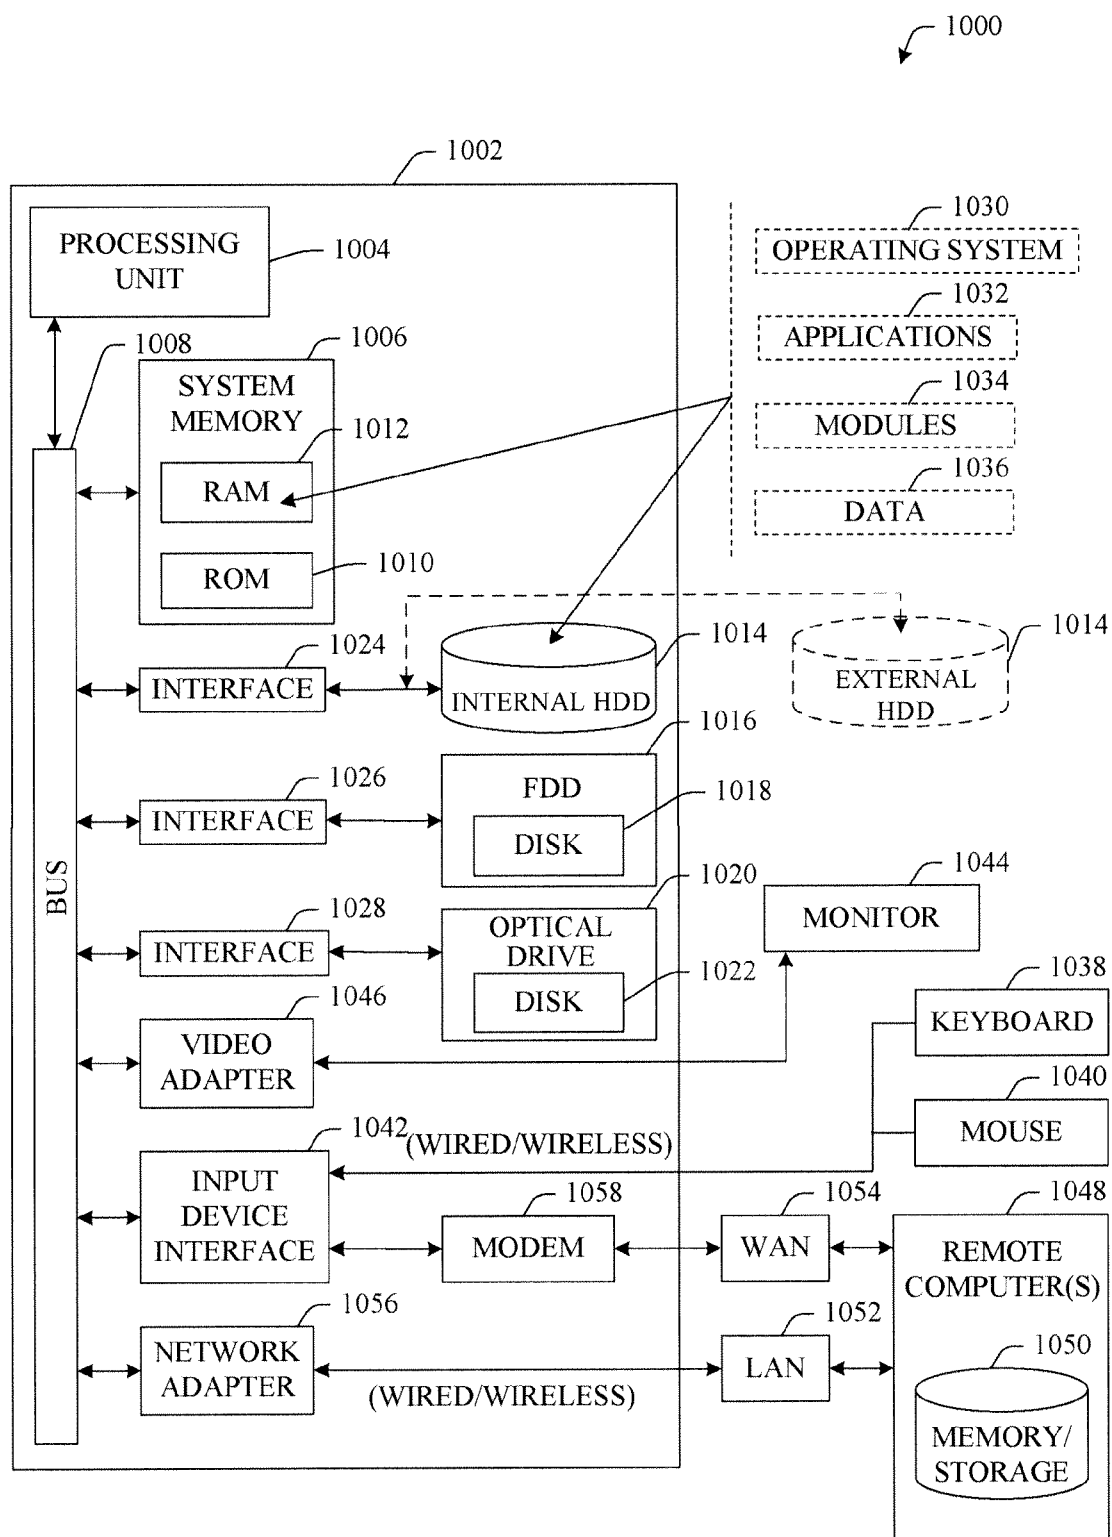 1000
1002
PROCESSING
UNIT
1004
1030
OPERATING SYSTEM
1032
APPLICATIONS
1034
MODULES
1036
DATA
1008
1006
SYSTEM
MEMORY
1012
RAM
1010
ROM
1024
INTERFACE
1014
INTERNAL HDD
1014
EXTERNAL
HDD
1026
INTERFACE
1016
FDD
1018
DISK
BUS
1028
INTERFACE
1020
OPTICAL
DRIVE
1022
DISK
1044
MONITOR
1046
VIDEO
ADAPTER
1038
KEYBOARD
1040
MOUSE
1042
(WIRED/WIRELESS)
INPUT
DEVICE
INTERFACE
1058
MODEM
1054
WAN
1048
REMOTE
COMPUTER(S)
1056
NETWORK
ADAPTER
(WIRED/WIRELESS)
1052
LAN
1050
MEMORY/
STORAGE